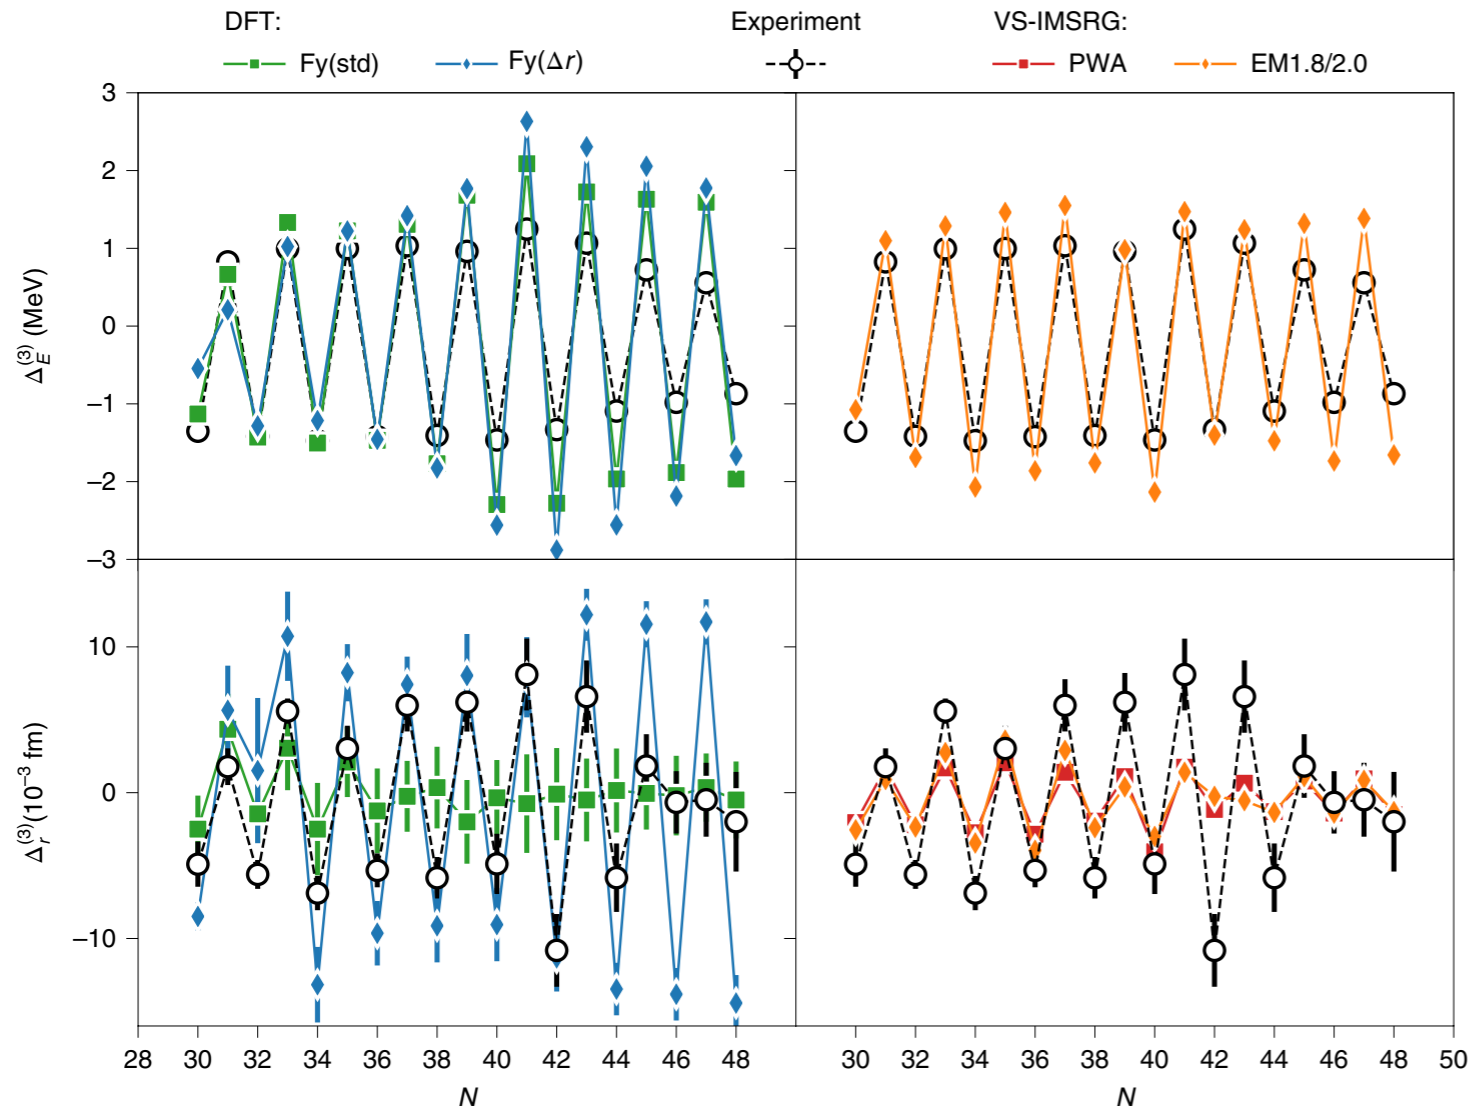 DFT: Experiment VS-IMSRG:
Fy(std) Fy(Δr) PWA EM1.8/2.0
3
2
1
0
−1
−2
−3
Δ_E^(3) (MeV)
10
0
−10
Δ_r^(3)(10^−3 fm)
28 30 32 34 36 38 40 42 44 46 48 30 32 34 36 38 40 42 44 46 48 50
N N